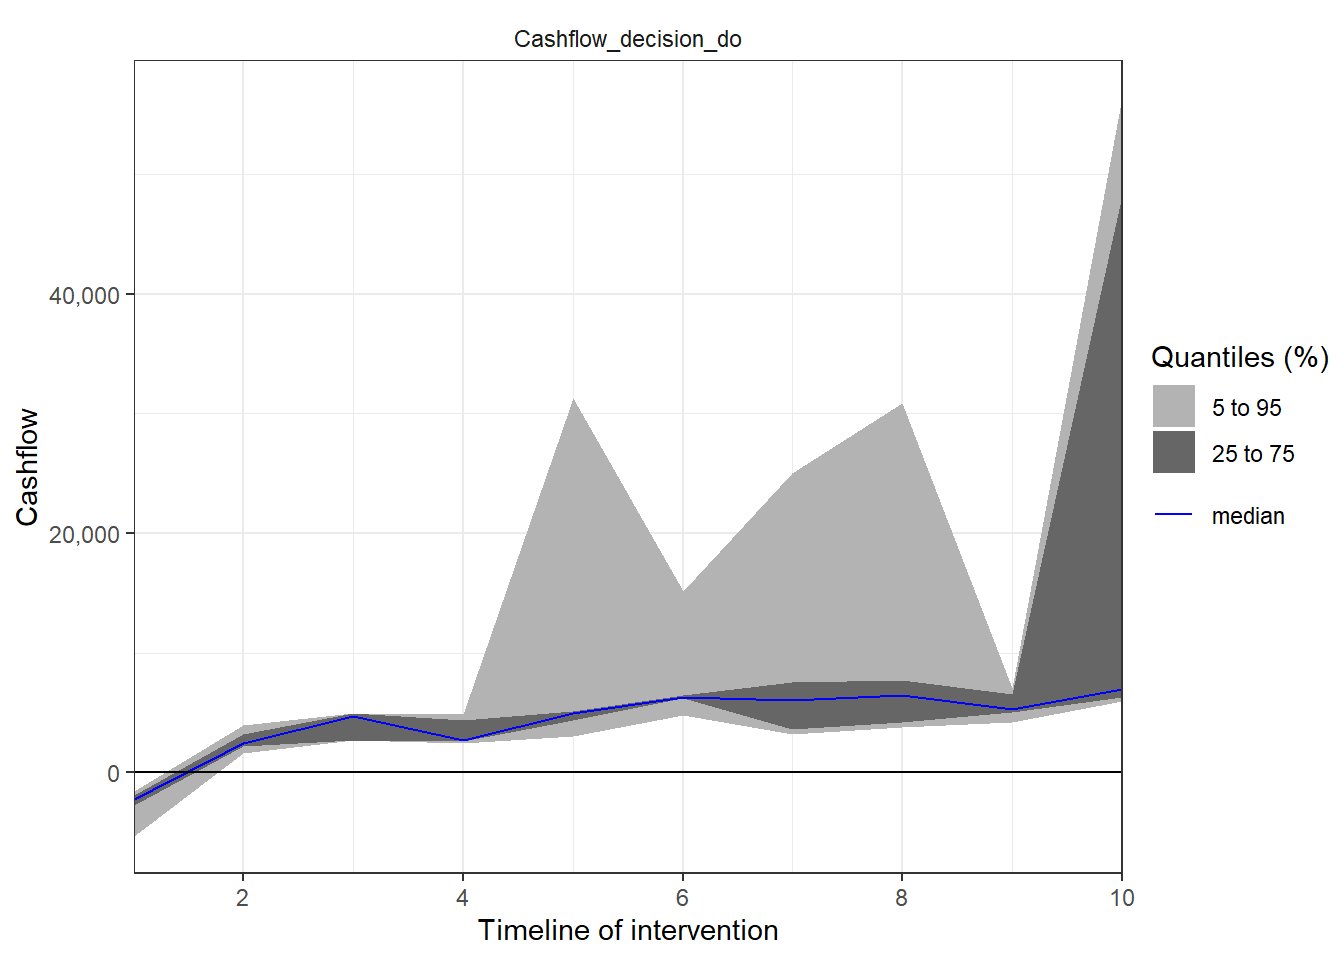 Cashflow_decision_do
Cashflow
40,000
20,000
0
2
4
6
8
10
Timeline of intervention
Quantiles (%)
5 to 95
25 to 75
median